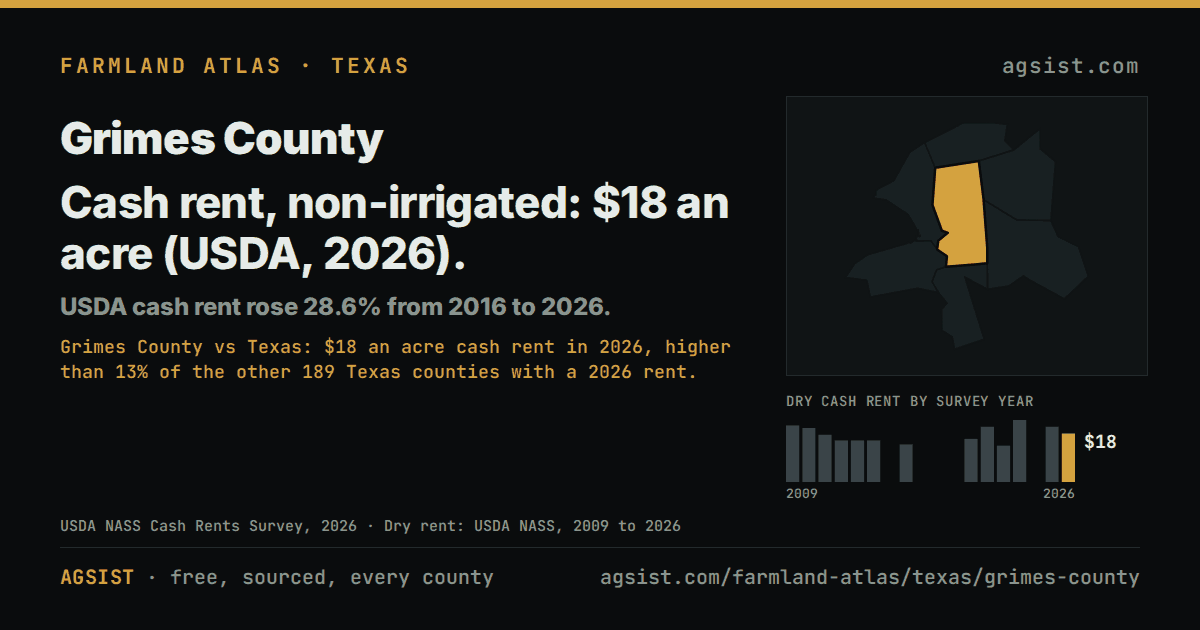 FARMLAND ATLAS · TEXAS
agsist.com
Grimes County
Cash rent, non-irrigated: $18 an
acre (USDA, 2026).
USDA cash rent rose 28.6% from 2016 to 2026.
Grimes County vs Texas: $18 an acre cash rent in 2026, higher
than 13% of the other 189 Texas counties with a 2026 rent.
DRY CASH RENT BY SURVEY YEAR
$18
2009
2026
USDA NASS Cash Rents Survey, 2026 · Dry rent: USDA NASS, 2009 to 2026
AGSIST · free, sourced, every county
agsist.com/farmland-atlas/texas/grimes-county